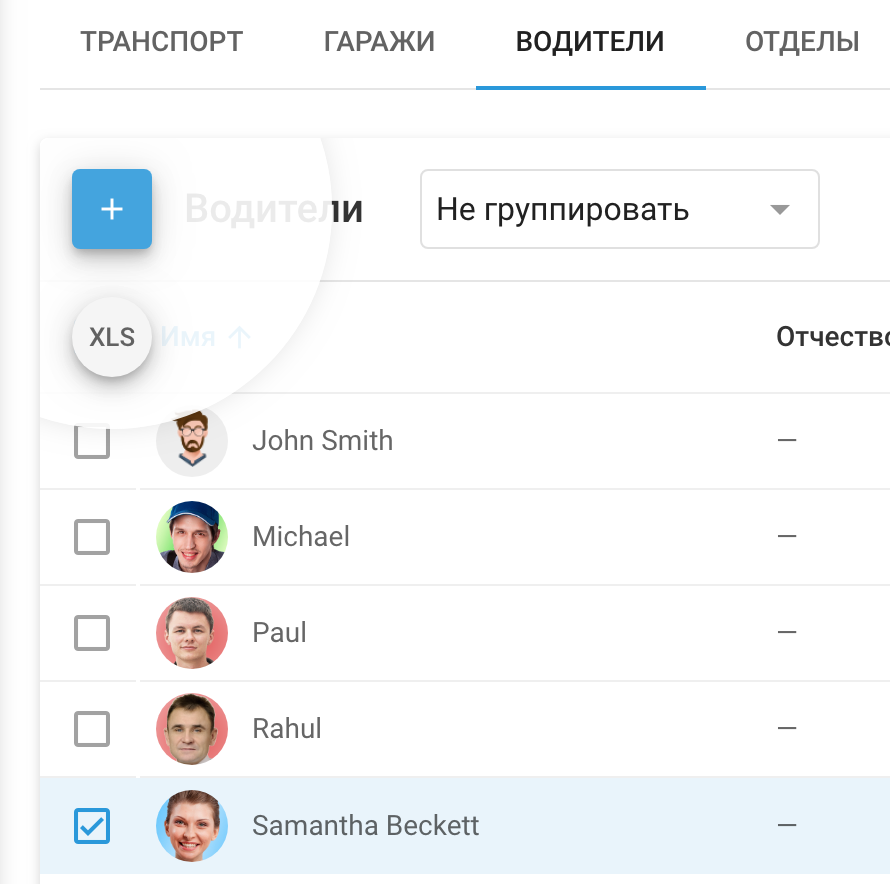 ТРАНСПОРТ ГАРАЖИ ВОДИТЕЛИ ОТДЕЛЫ
+ Водители Не группировать
XLS Имя ↑ Отчество
John Smith —
Michael —
Paul —
Rahul —
Samantha Beckett —